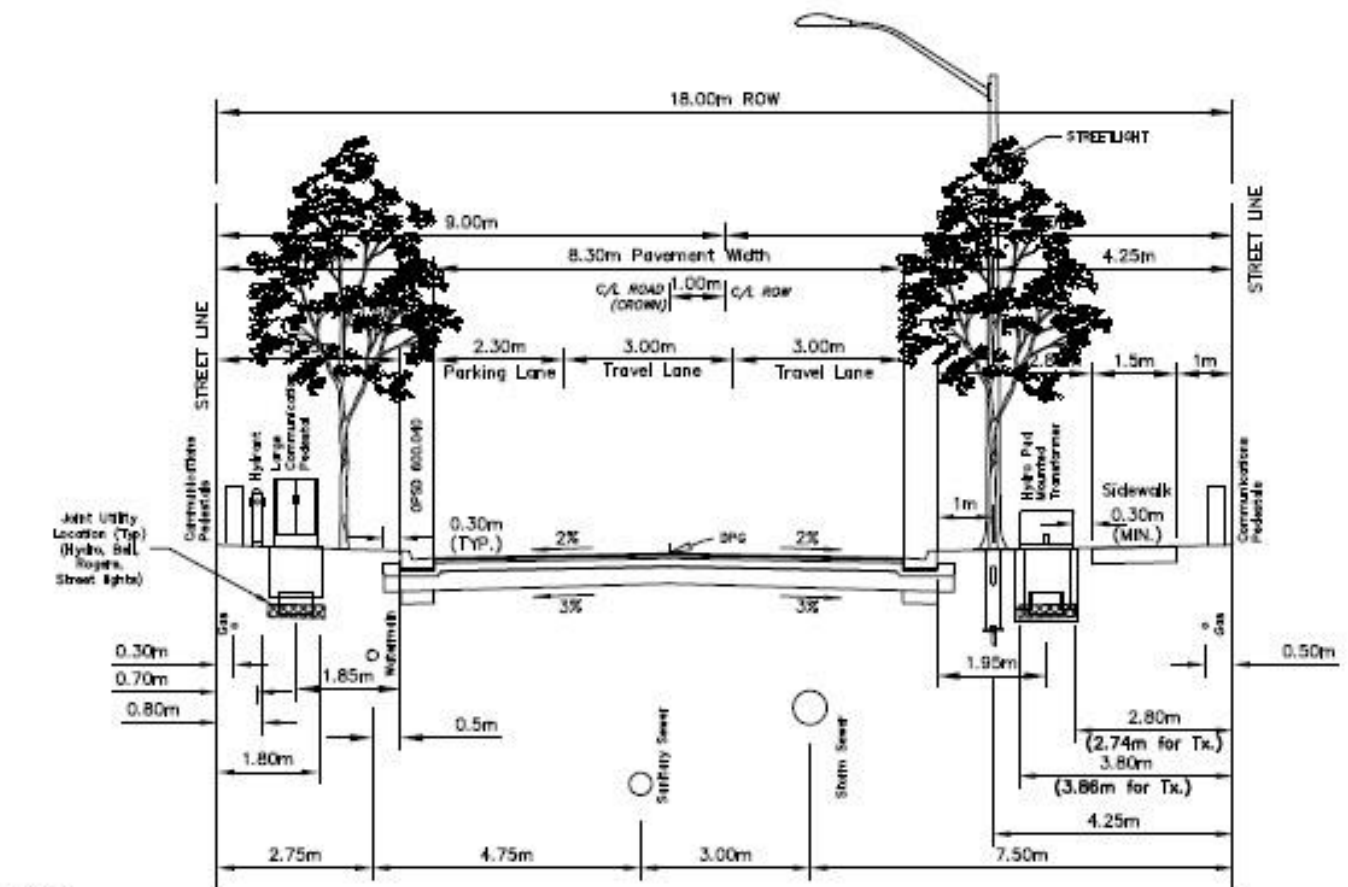 18.00m ROW
STREETLIGHT
STREET LINE
STREET LINE
9.00m
8.30m Pavement Width
4.25m
C/L ROAD
(CROWN)
1.00m
C/L ROW
2.30m
Parking Lane
3.00m
Travel Lane
3.00m
Travel Lane
1.5m
1m
Communications
Pedestals
Hydrant
Large
Communication
Pedestal
OPSD 600.040
0.30m
(TYP.)
2%
2%
3%
3%
1m
Hydro Pad
Mounted
Transformer
Sidewalk
0.30m
(MIN.)
Communications
Pedestals
Joint Utility
Location (Typ)
(Hydro, Bell,
Rogers,
Street lights)
Gas
Watermain
Gas
0.30m
0.70m
0.80m
1.80m
1.85m
0.5m
1.95m
0.50m
2.80m
(2.74m for Tx.)
3.80m
(3.86m for Tx.)
4.25m
Sanitary Sewer
Storm Sewer
2.75m
4.75m
3.00m
7.50m